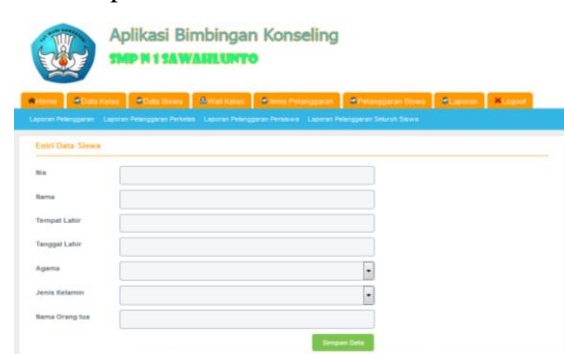 Aplikasi Bimbingan Konseling
SMP N 1 SAWAHLUNTO
Home Data Kelas Data Siswa Wali Kelas Jenis Pelanggaran Pelanggaran Siswa Laporan Logout
Laporan Pelanggaran Laporan Pelanggaran Perkelas Laporan Pelanggaran Persiswa Laporan Pelanggaran Seluruh Siswa
Entri Data Siswa
Nis
Nama
Tempat Lahir
Tanggal Lahir
Agama
Jenis Kelamin
Nama Orang tua
Simpan Data